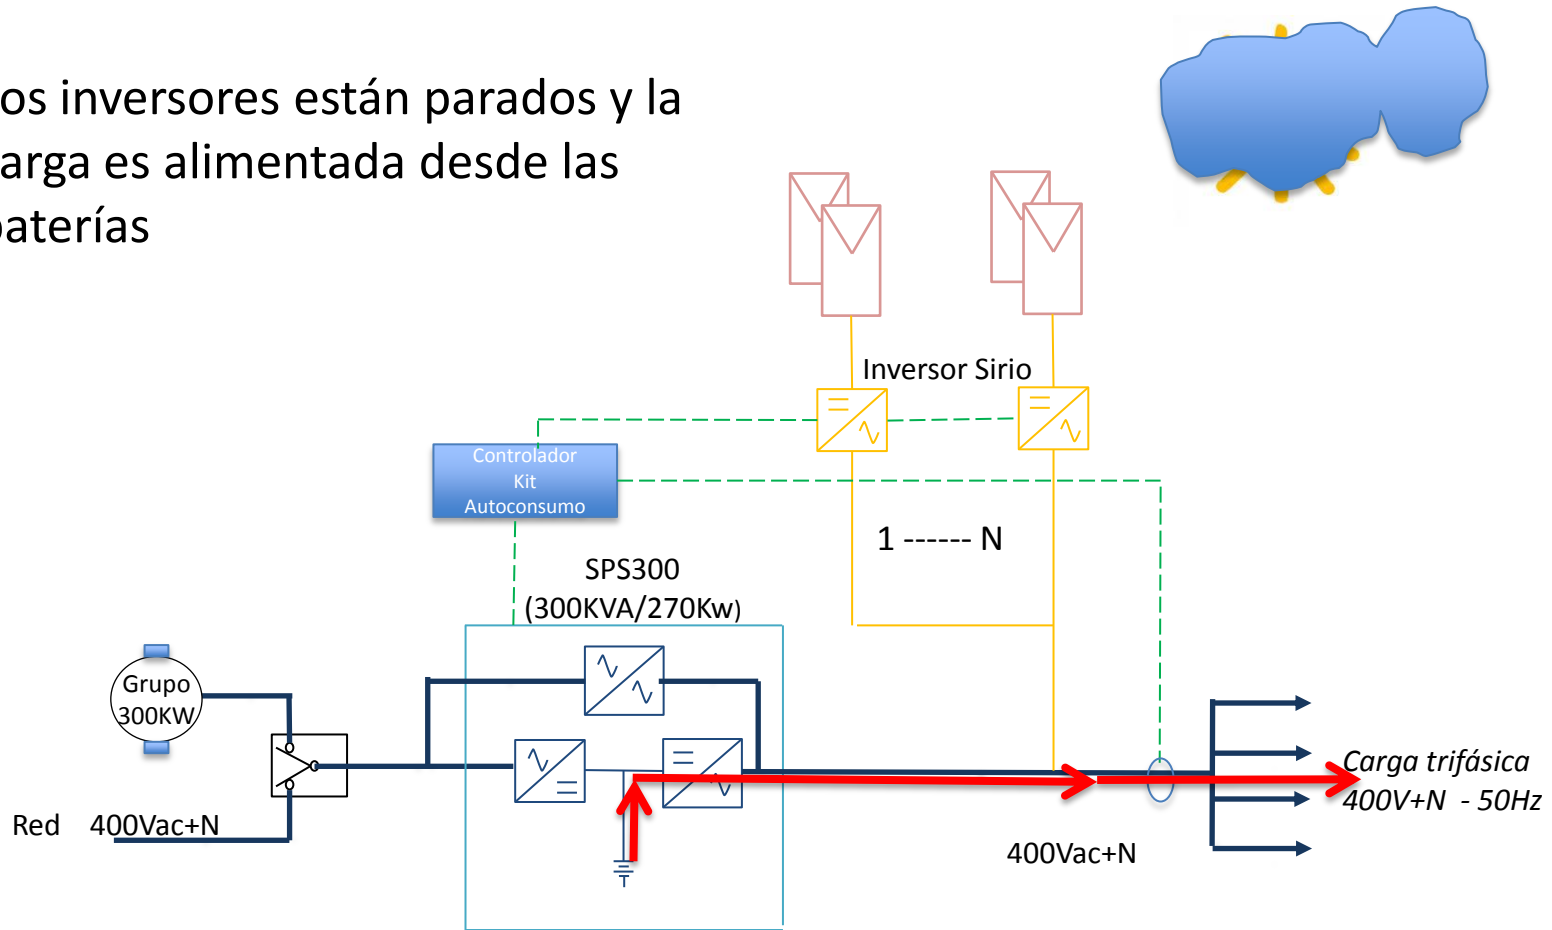 os inversores están parados y la
arga es alimentada desde las
baterías
Inversor Sirio
Controlador
Kit
Autoconsumo
1 ------ N
SPS300
(300KVA/270Kw)
Grupo
300KW
Carga trifásica
400V+N - 50Hz
Red 400Vac+N
400Vac+N